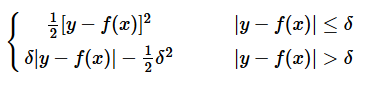 ½[y − f(x)]² |y − f(x)| ≤ δ
δ|y − f(x)| − ½δ² |y − f(x)| > δ